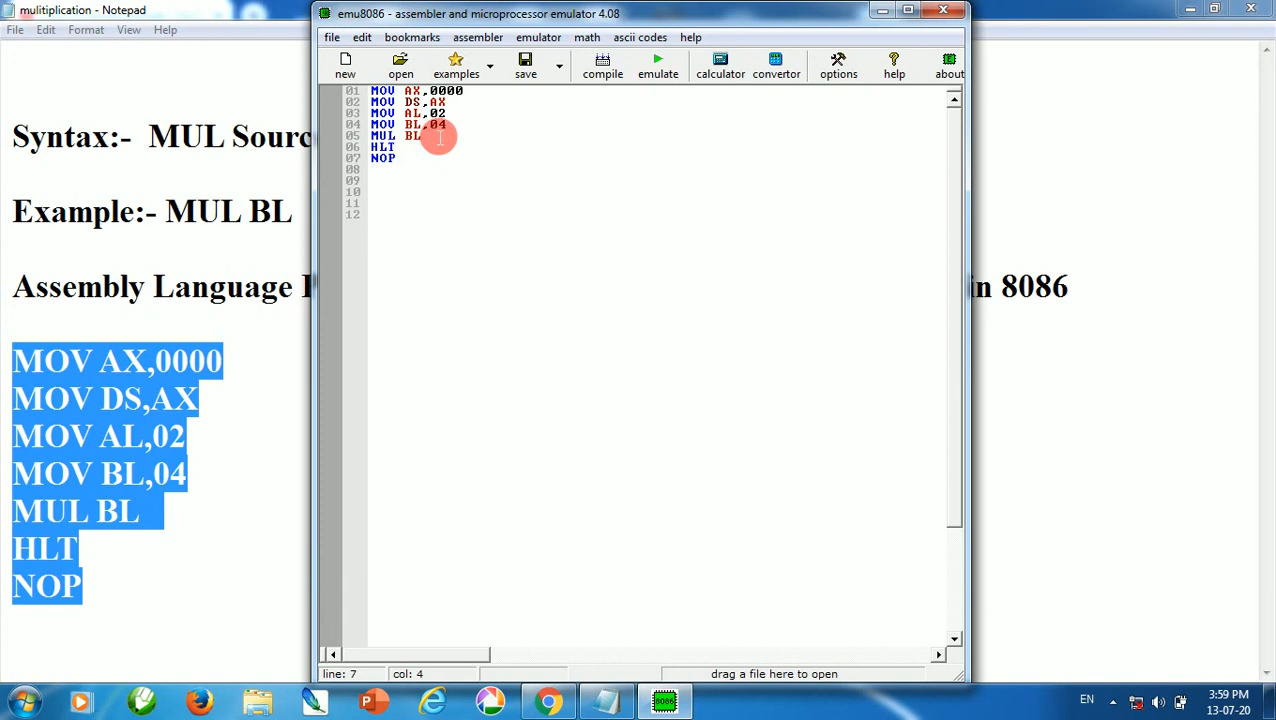 mulitiplication - Notepad
File Edit Format View Help
Syntax:- MUL Sourc
Example:- MUL BL
Assembly Language
in 8086
MOV AX,0000
MOV DS,AX
MOV AL,02
MOV BL,04
MUL BL
HLT
NOP
emu8086 - assembler and microprocessor emulator 4.08
file edit bookmarks assembler emulator math ascii codes help
new open examples save compile emulate calculator convertor options help about
01 MOV AX,0000
02 MOV DS,AX
03 MOV AL,02
04 MOV BL,04
05 MUL BL
06 HLT
07 NOP
08
09
10
11
12
line: 7 col: 4 drag a file here to open
8086
EN 3:59 PM
13-07-20